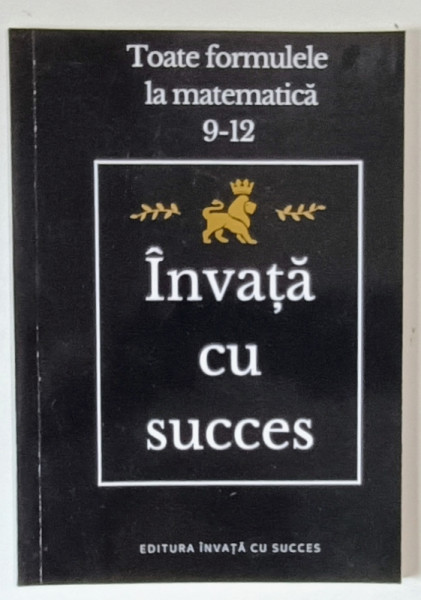 Toate formulele
la matematică
9-12
Învață
cu
succes
EDITURA ÎNVAȚĂ CU SUCCES